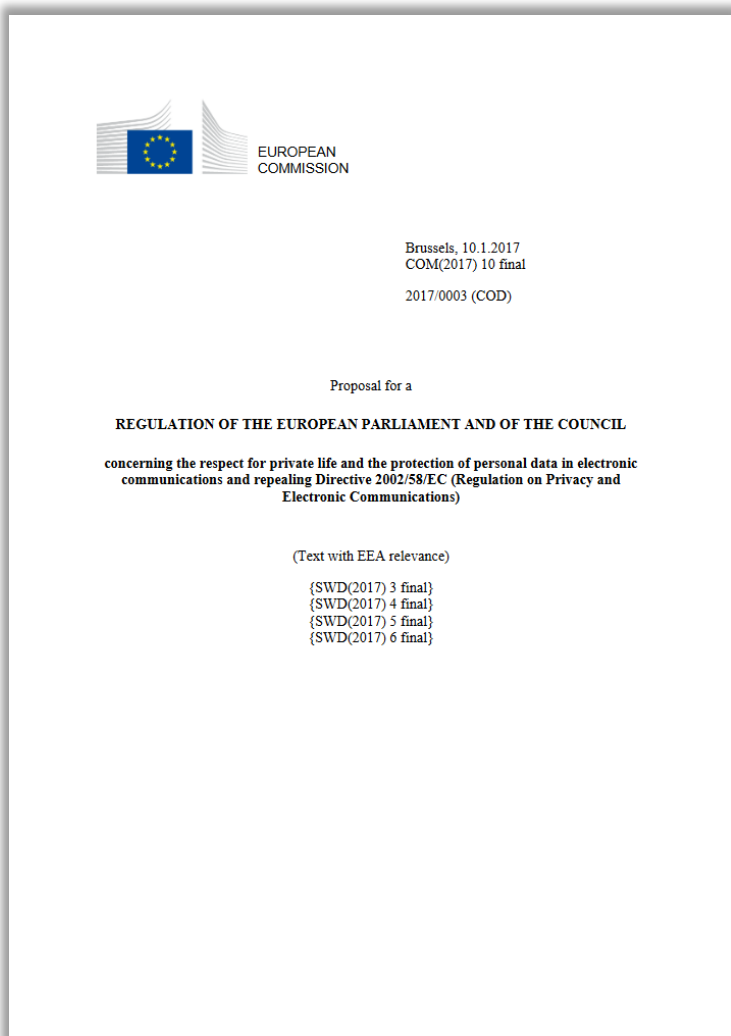 EUROPEAN
COMMISSION
Brussels, 10.1.2017
COM(2017) 10 final
2017/0003 (COD)
Proposal for a
REGULATION OF THE EUROPEAN PARLIAMENT AND OF THE COUNCIL
concerning the respect for private life and the protection of personal data in electronic
communications and repealing Directive 2002/58/EC (Regulation on Privacy and
Electronic Communications)
(Text with EEA relevance)
{SWD(2017) 3 final}
{SWD(2017) 4 final}
{SWD(2017) 5 final}
{SWD(2017) 6 final}